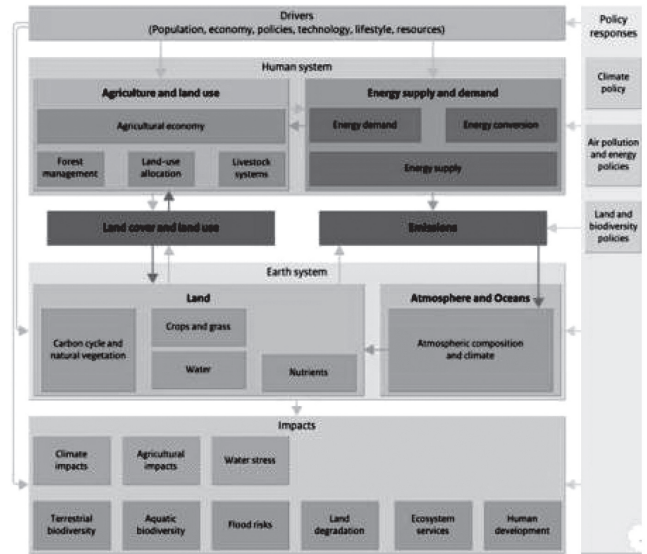 Drivers
(Population, economy, policies, technology, lifestyle, resources)
Policy
responses
Human system
Agriculture and land use
Energy supply and demand
Climate
policy
Agricultural economy
Energy demand
Energy conversion
Air pollution
and energy
policies
Forest
management
Land-use
allocation
Livestock
systems
Energy supply
Land cover and land use
Emissions
Land and
biodiversity
policies
Earth system
Land
Atmosphere and Oceans
Carbon cycle and
natural vegetation
Crops and grass
Water
Nutrients
Atmospheric composition
and climate
Impacts
Climate
impacts
Agricultural
impacts
Water stress
Terrestrial
biodiversity
Aquatic
biodiversity
Flood risks
Land
degradation
Ecosystem
services
Human
development